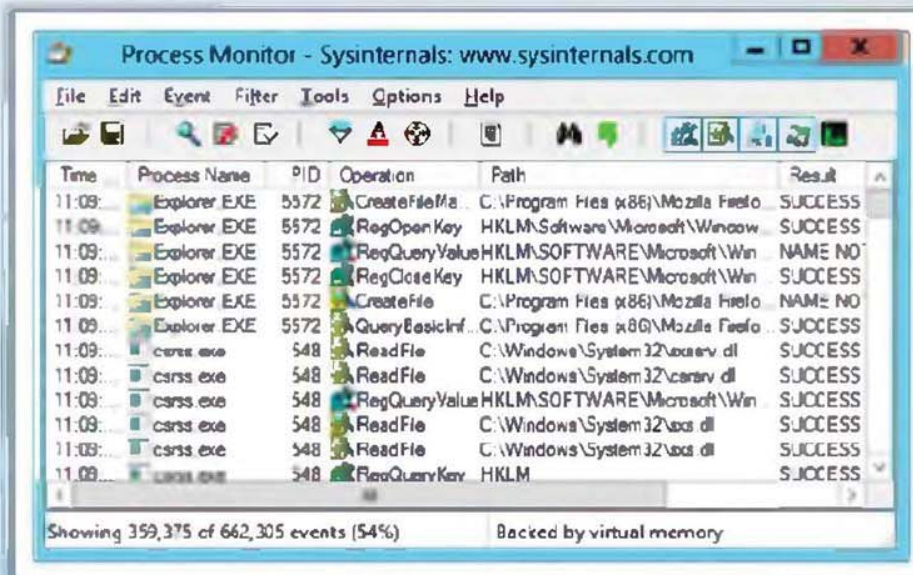 Process Monitor - Sysinternals: www.sysinternals.com
File Edit Event Filter Tools Options Help
Time Process Name PID Operation Path Result
11:09: Explorer.EXE 5572 CreateFileMa... C:\Program Files (x86)\Mozilla Firefo... SUCCESS
11:09: Explorer.EXE 5572 RegOpenKey HKLM\Software\Microsoft\Window... SUCCESS
11:09: Explorer.EXE 5572 RegQueryValue HKLM\SOFTWARE\Microsoft\Win... NAME NOT
11:09: Explorer.EXE 5572 RegCloseKey HKLM\SOFTWARE\Microsoft\Win... SUCCESS
11:09: Explorer.EXE 5572 CreateFile C:\Program Files (x86)\Mozilla Firefo... NAME NO
11:09: Explorer.EXE 5572 QueryBasicInf... C:\Program Files (x86)\Mozilla Firefo... SUCCESS
11:09: csrss.exe 548 ReadFile C:\Windows\System32\ SUCCESS
11:09: csrss.exe 548 ReadFile C:\Windows\System32\ SUCCESS
11:09: csrss.exe 548 RegQueryValue HKLM\SOFTWARE\Microsoft\Win... SUCCESS
11:09: csrss.exe 548 ReadFile C:\Windows\System32\sxs.dl SUCCESS
11:09: csrss.exe 548 ReadFile C:\Windows\System32\sxs.dl SUCCESS
11:09... csrss.exe 548 RegQueryKey HKLM SUCCESS
Showing 359,375 of 662,305 events (54%) Backed by virtual memory